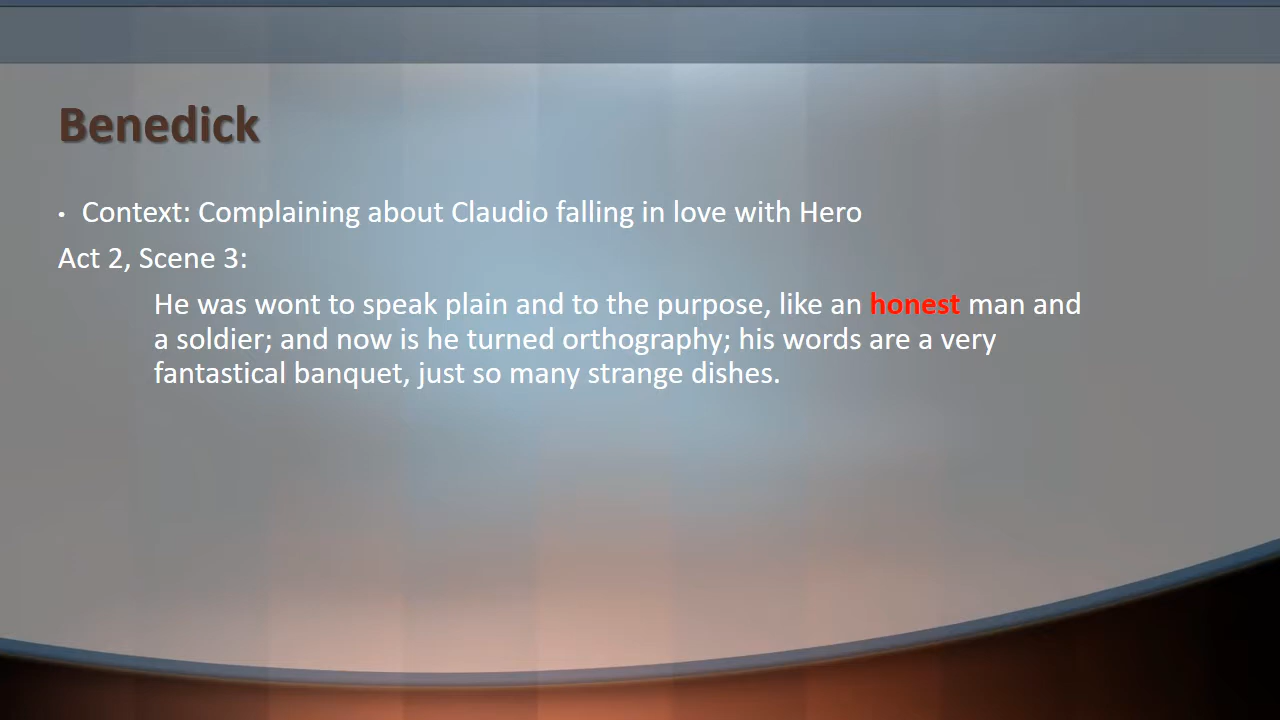 Benedick
• Context: Complaining about Claudio falling in love with Hero
Act 2, Scene 3:
He was wont to speak plain and to the purpose, like an honest man and
a soldier; and now is he turned orthography; his words are a very
fantastical banquet, just so many strange dishes.